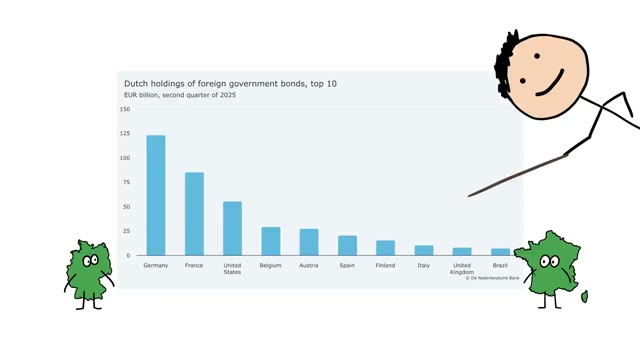 Dutch holdings of foreign government bonds, top 10
EUR billion, second quarter of 2025
150
125
100
75
50
25
0
Germany
France
United
States
Belgium
Austria
Spain
Finland
Italy
United
Kingdom
Brazil
© De Nederlandsche Bank